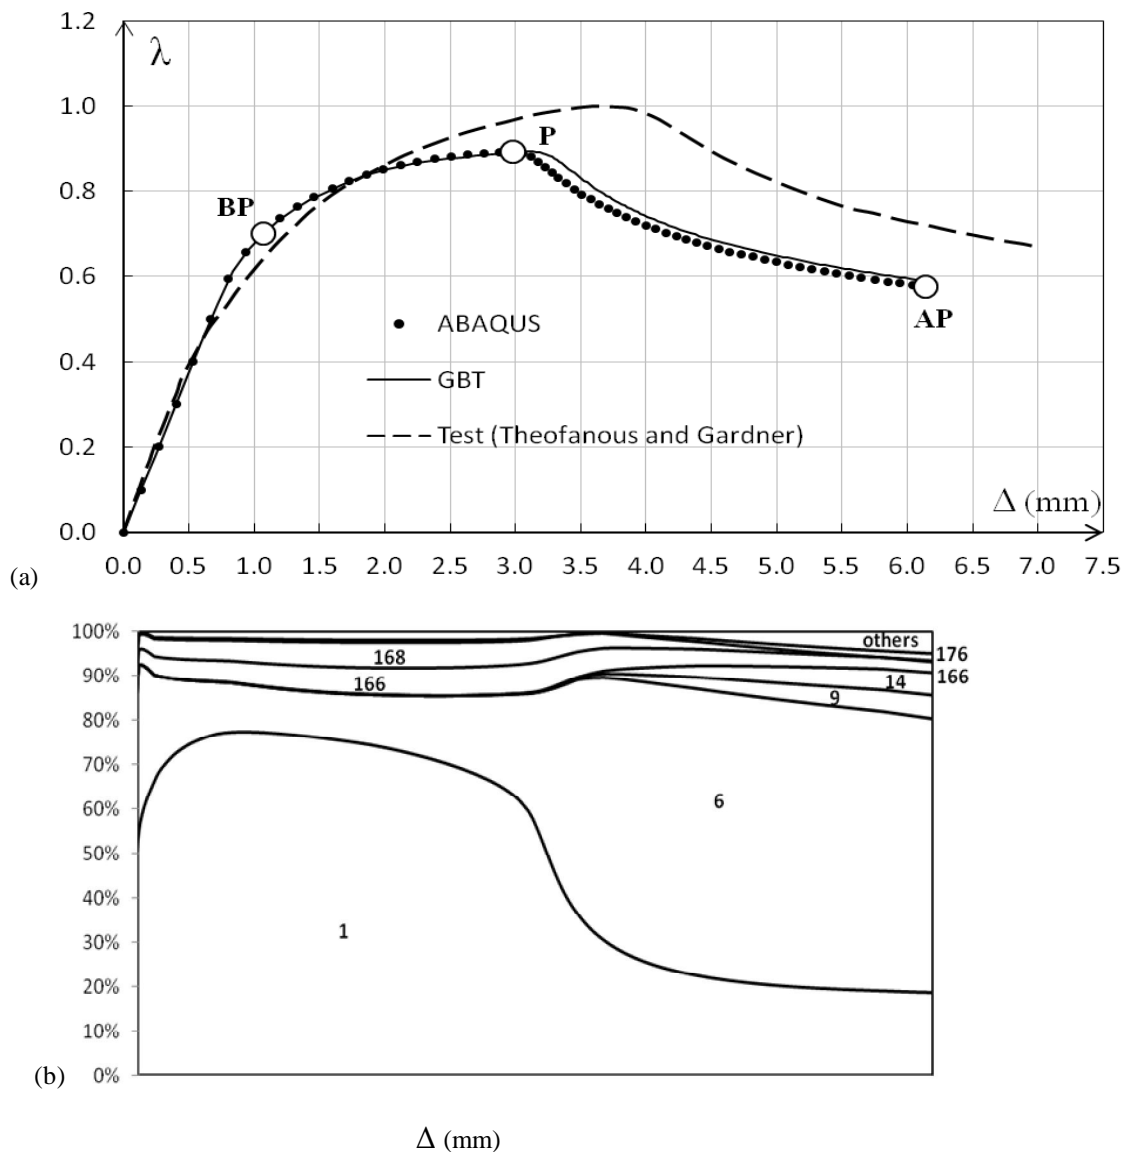 1.2
λ
1.0
P
0.8
BP
0.6
ABAQUS
AP
0.4
GBT
Test (Theofanous and Gardner)
0.2
Δ (mm)
0.0
0.0 0.5 1.0 1.5 2.0 2.5 3.0 3.5 4.0 4.5 5.0 5.5 6.0 6.5 7.0 7.5
(a)
100%
others
176
168
90%
166
14
166
9
80%
70%
6
60%
50%
40%
1
30%
20%
10%
(b)
0%
Δ (mm)